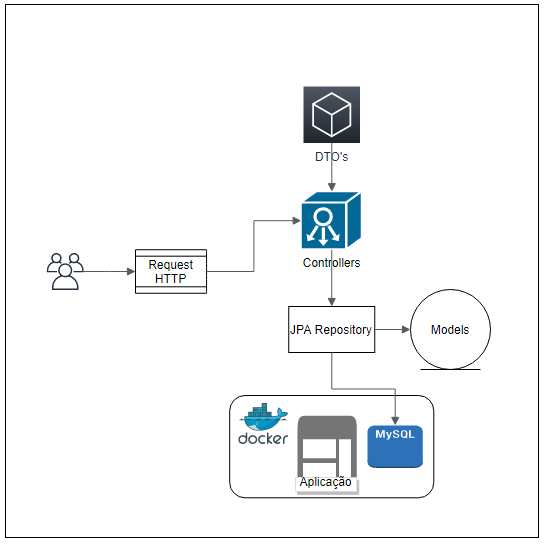 DTO's
Controllers
Request
HTTP
JPA Repository
Models
docker
MySQL
Aplicação